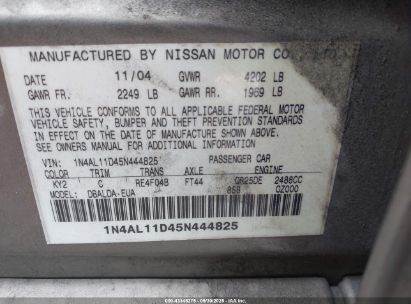 MANUFACTURED BY NISSAN MOTOR CO., LTD.
DATE 11/04 GVWR 4202 LB
GAWR FR. 2249 LB GAWR RR. 1969 LB
THIS VEHICLE CONFORMS TO ALL APPLICABLE FEDERAL MOTOR
VEHICLE SAFETY, BUMPER AND THEFT PREVENTION STANDARDS
IN EFFECT ON THE DATE OF MANUFACTURE SHOWN ABOVE.
SEE OWNERS MANUAL FOR ADDITIONAL INFORMATION
VIN: 1N4AL11D45N444825 PASSENGER CAR
COLOR TRIM TRANS AXLE ENGINE
KY2 C RE4F04B FT44 QR25DE 2488CC
MODEL: DBALDA-EUA 858 0Z000
1N4AL11D45N444825